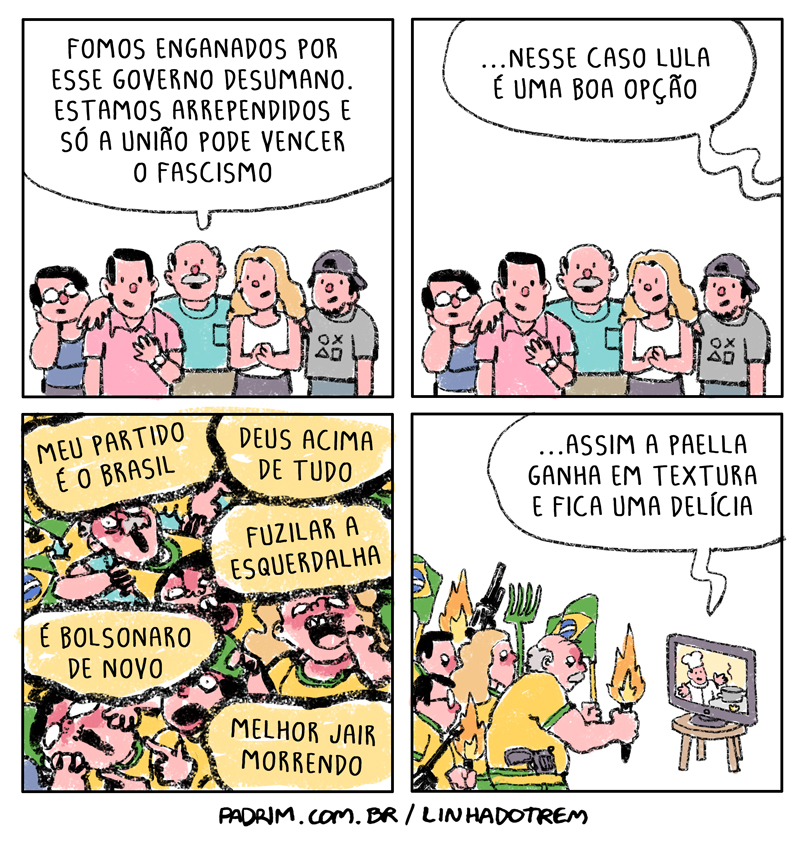 FOMOS ENGANADOS POR
ESSE GOVERNO DESUMANO.
ESTAMOS ARREPENDIDOS E
SÓ A UNIÃO PODE VENCER
O FASCISMO
...NESSE CASO LULA
É UMA BOA OPÇÃO
MEU PARTIDO
É O BRASIL
DEUS ACIMA
DE TUDO
FUZILAR A
ESQUERDALHA
É BOLSONARO
DE NOVO
MELHOR JAIR
MORRENDO
...ASSIM A PAELLA
GANHA EM TEXTURA
E FICA UMA DELÍCIA
PADRIM.COM.BR / LINHADOTREM